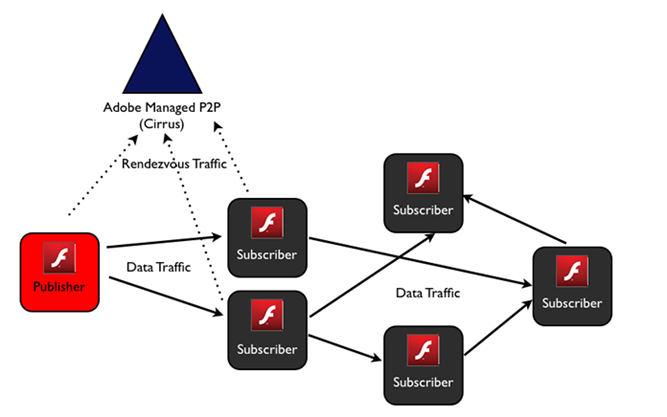 Adobe Managed P2P
(Cirrus)
Rendezvous Traffic
Subscriber
Subscriber
Publisher
Data Traffic
Subscriber
Data Traffic
Subscriber
Subscriber
Subscriber